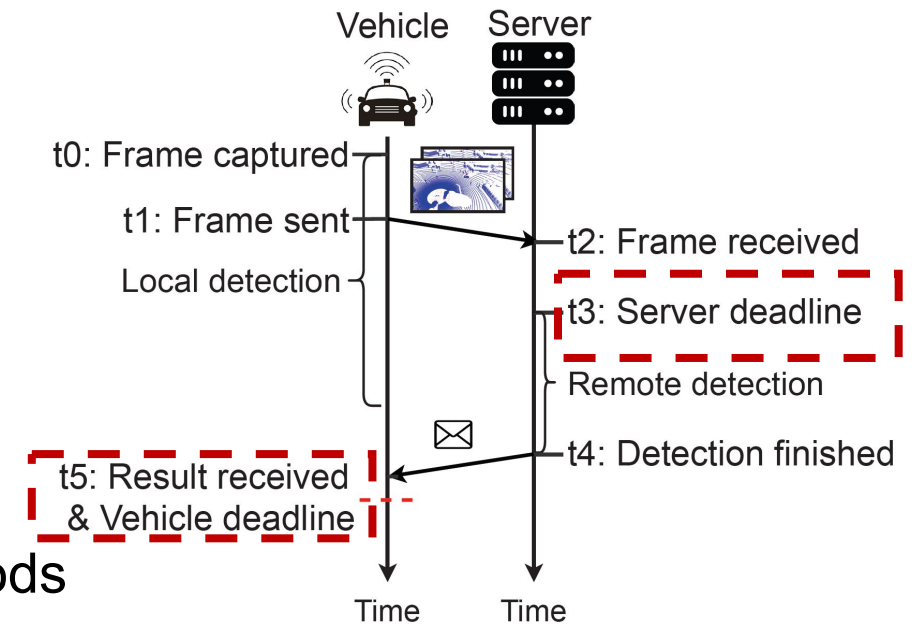 Vehicle Server
t0: Frame captured
t1: Frame sent
t2: Frame received
Local detection
t3: Server deadline
Remote detection
t4: Detection finished
t5: Result received
& Vehicle deadline
ods
Time Time